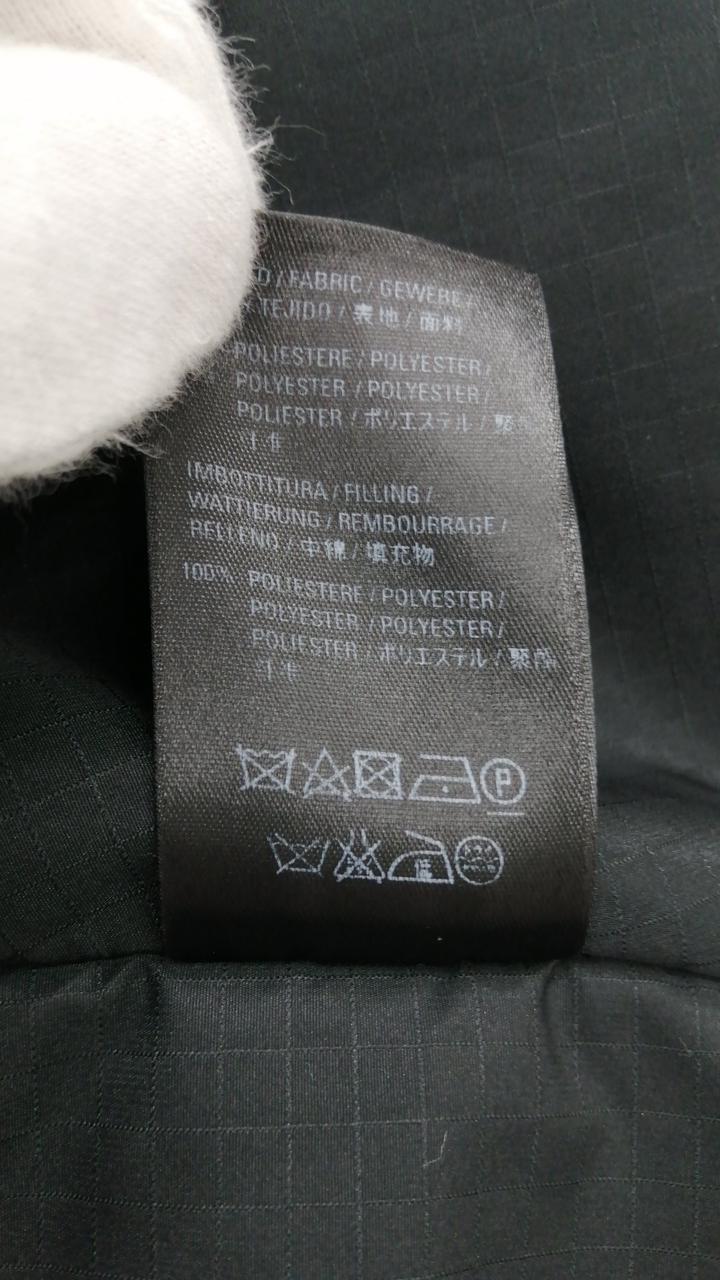 / FABRIC / GEWEBE /
TEJIDO / 表地 / 面料
POLIESTERE / POLYESTER /
POLYESTER / POLYESTER /
POLIESTER / ポリエステル /
IMBOTTITURA / FILLING /
WATTIERUNG / REMBOURRAGE /
RELLENO / 中綿 / 填充物
100% POLIESTERE / POLYESTER /
POLYESTER / POLYESTER /
POLIESTER / ポリエステル / 聚酯
P
低